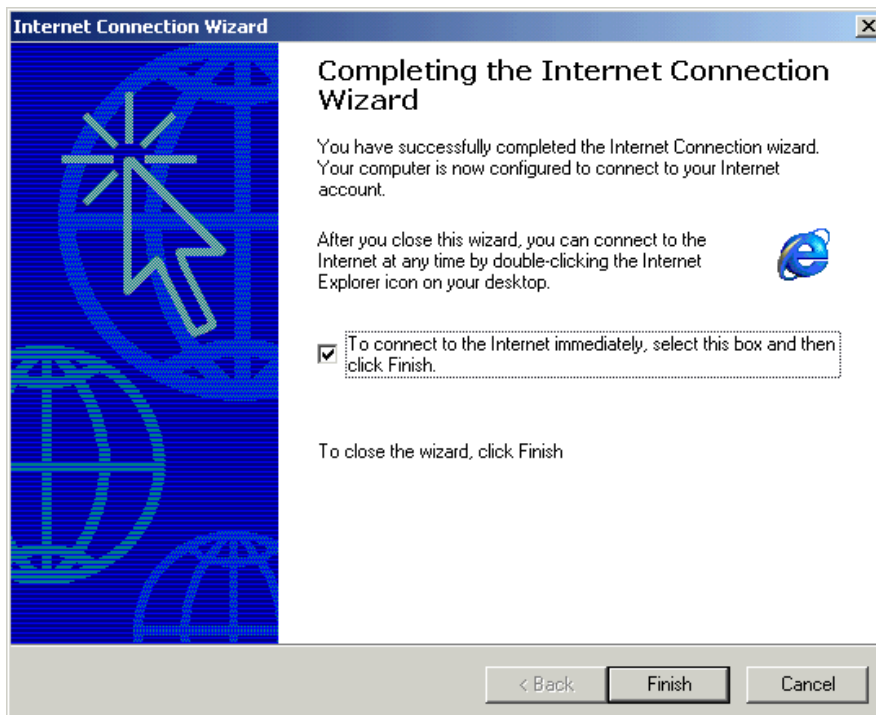 Internet Connection Wizard
Completing the Internet Connection
Wizard
You have successfully completed the Internet Connection wizard.
Your computer is now configured to connect to your Internet
account.
After you close this wizard, you can connect to the
Internet at any time by double-clicking the Internet
Explorer icon on your desktop.
To connect to the Internet immediately, select this box and then
click Finish.
To close the wizard, click Finish
< Back
Finish
Cancel